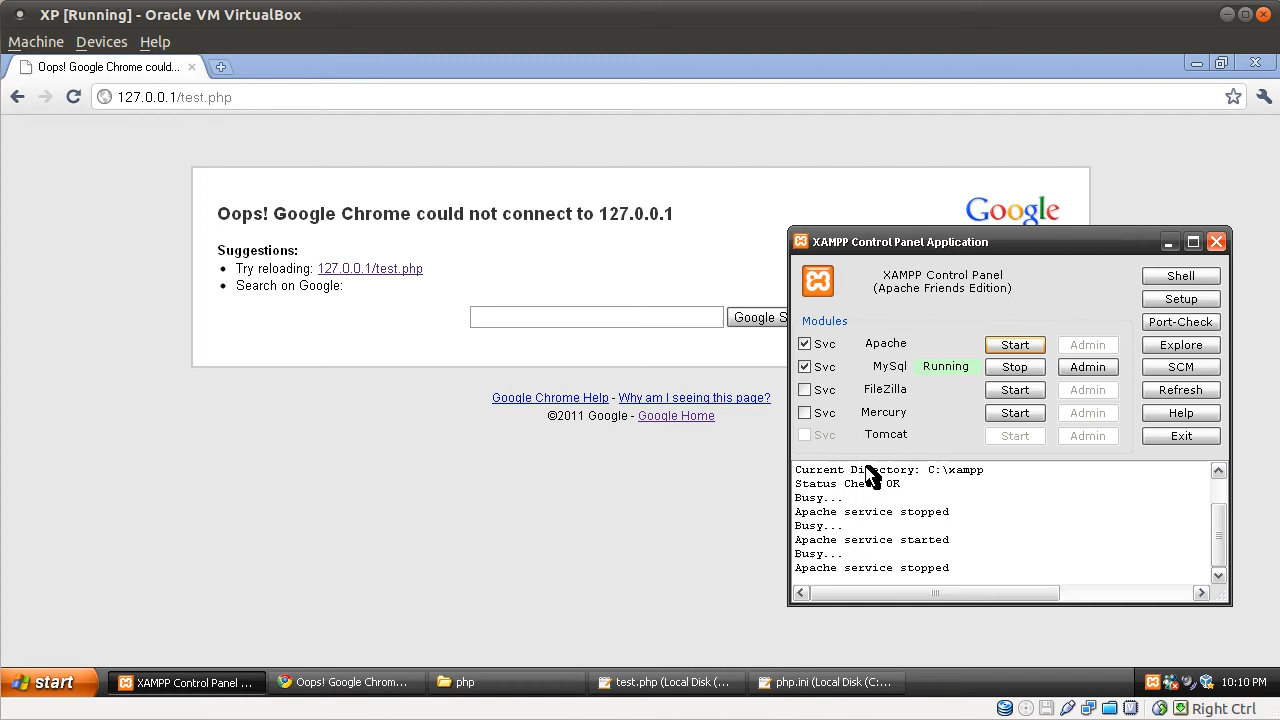 XP [Running] - Oracle VM VirtualBox
Machine Devices Help
Oops! Google Chrome could...
127.0.0.1/test.php
Oops! Google Chrome could not connect to 127.0.0.1
Google
Suggestions:
Try reloading: 127.0.0.1/test.php
Search on Google:
Google S
Google Chrome Help - Why am I seeing this page?
©2011 Google - Google Home
XAMPP Control Panel Application
XAMPP Control Panel
(Apache Friends Edition)
Modules
Svc Apache Start Admin
Svc MySql Running Stop Admin
Svc FileZilla Start Admin
Svc Mercury Start Admin
Svc Tomcat Start Admin
Shell
Setup
Port-Check
Explore
SCM
Refresh
Help
Exit
Current Directory: C:\xampp
Status Check OK
Busy...
Apache service stopped
Busy...
Apache service started
Busy...
Apache service stopped
start XAMPP Control Panel ... Oops! Google Chrom... php test.php (Local Disk (... php.ini (Local Disk (C:... 10:10 PM
Right Ctrl